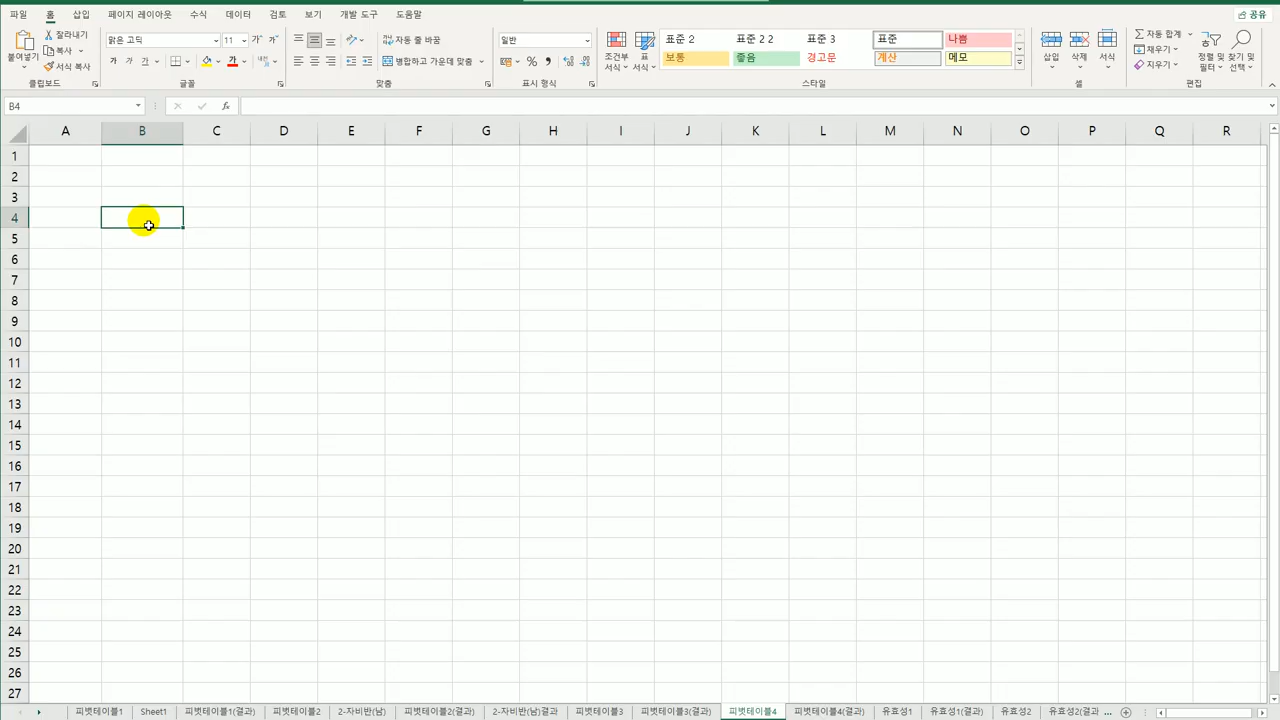 파일 홈 삽입 페이지 레이아웃 수식 데이터 검토 보기 개발 도구 도움말 공유
붙여넣기 잘라내기 복사 서식 복사 클립보드
맑은 고딕 11 가 가 가 가 가 가 글꼴
자동 줄 바꿈 병합하고 가운데 맞춤 맞춤
일반 % , 표시 형식
조건부 서식 표 서식 표준 2 표준 2 2 표준 3 표준 나쁨
보통 좋음 경고문 계산 메모 스타일
삽입 삭제 서식 셀
자동 합계 채우기 지우기 정렬 및 필터 찾기 및 선택 편집
B4 fx
A B C D E F G H I J K L M N O P Q R
1
2
3
4
5
6
7
8
9
10
11
12
13
14
15
16
17
18
19
20
21
22
23
24
25
26
27
피벗테이블1 Sheet1 피벗테이블1(결과) 피벗테이블2 2-자비반(남) 피벗테이블2(결과) 2-자비반(남)결과 피벗테이블3 피벗테이블3(결과) 피벗테이블4 피벗테이블4(결과) 유효성1 유효성1(결과) 유효성2 유효성2(결과 ...